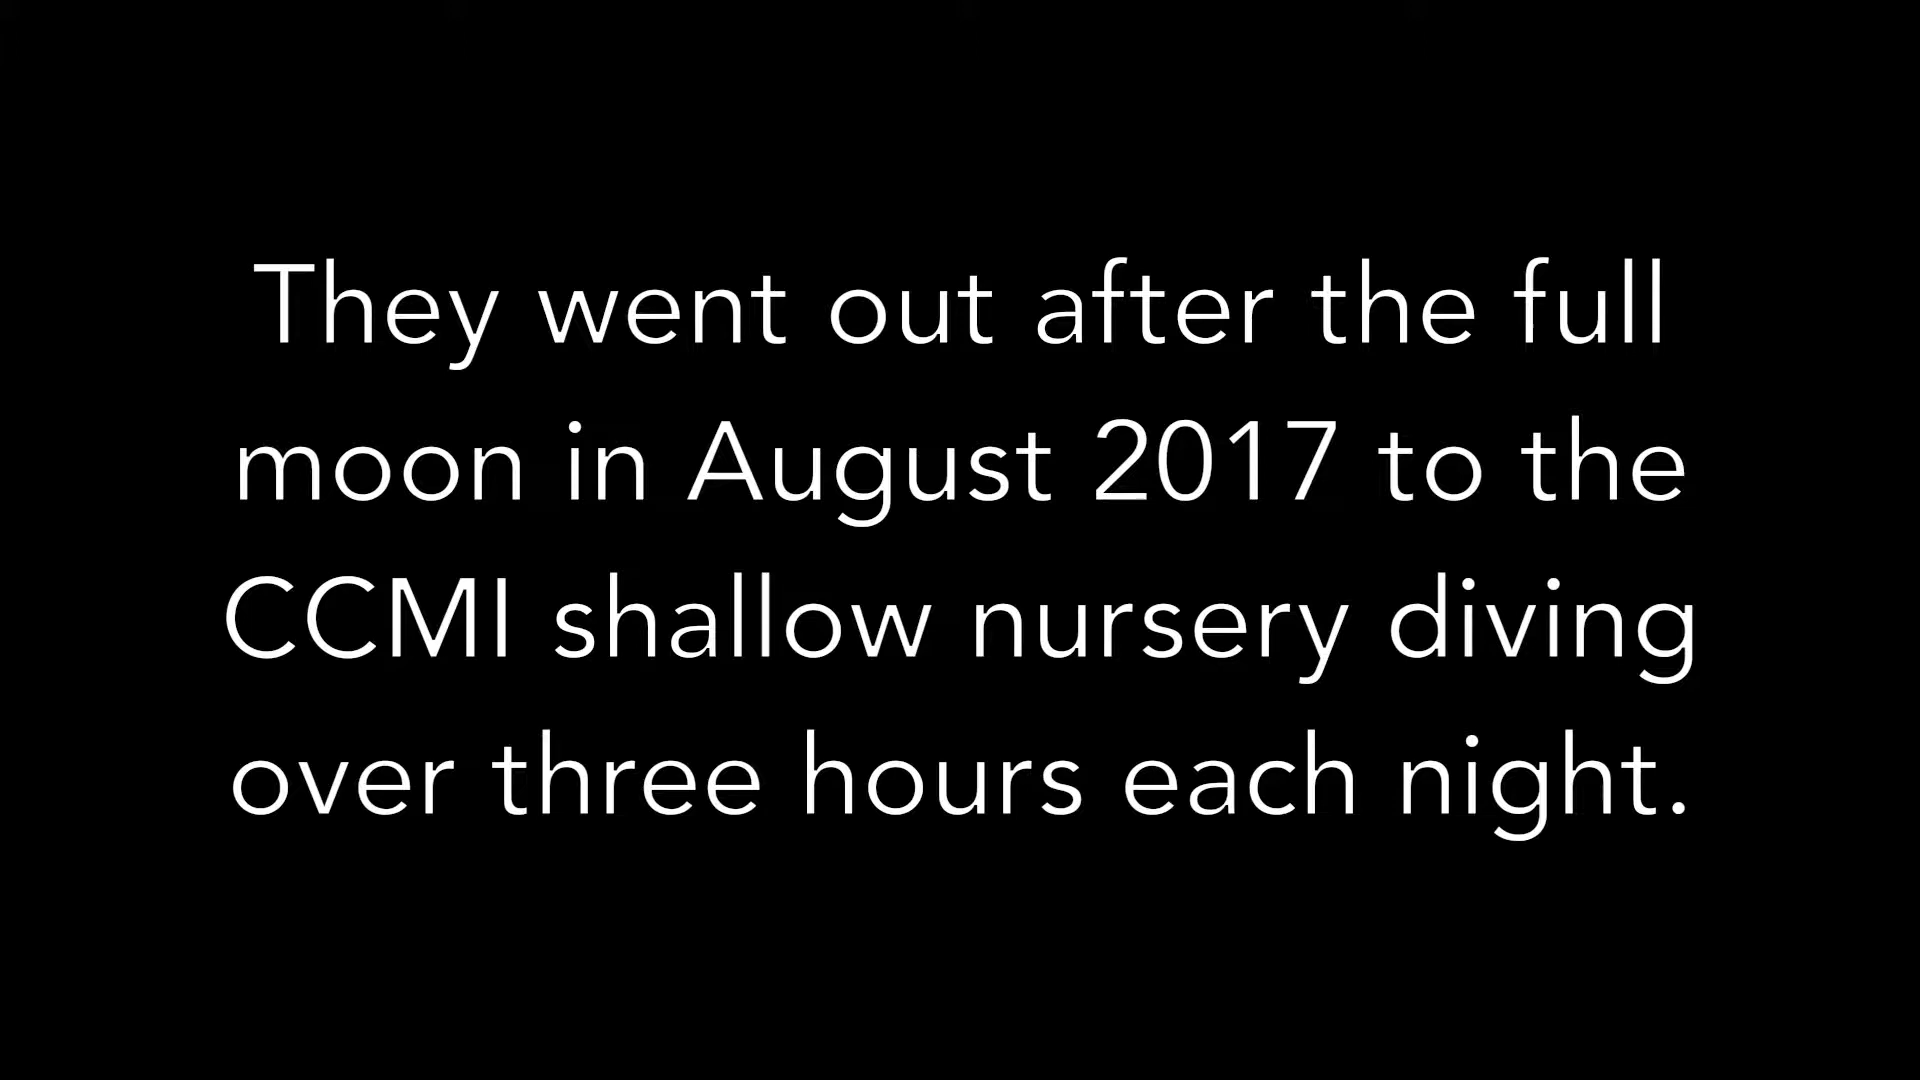 They went out after the full
moon in August 2017 to the
CCMI shallow nursery diving
over three hours each night.